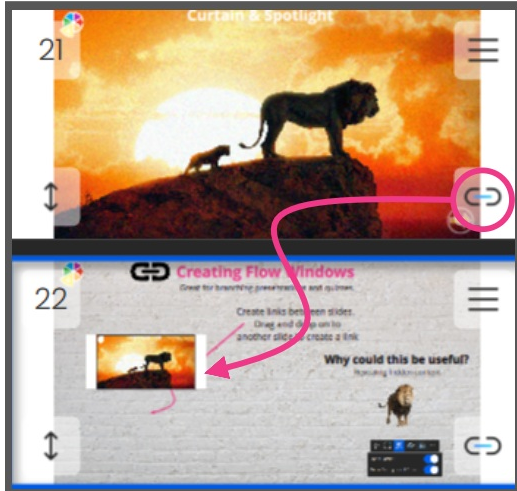 Curtain & Spotlight
21
22
Creating Flow Windows
Great for branching presentations and quizzes.
Create links between slides.
Drag and drop on to
another slide to create a link
Why could this be useful?
Revealing hidden content.